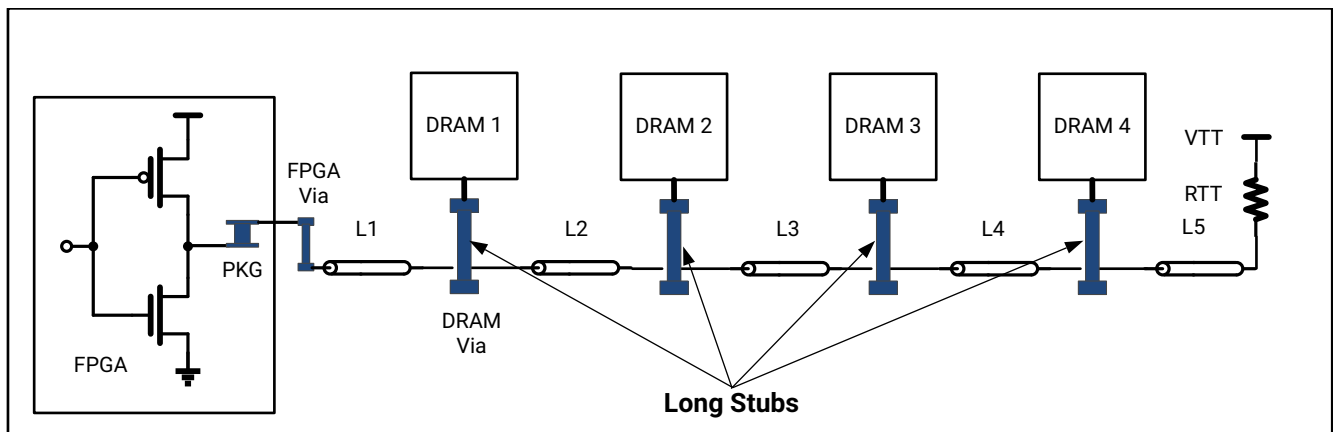 DRAM 1
DRAM 2
DRAM 3
DRAM 4
VTT
FPGA
Via
RTT
L1
L2
L3
L4
L5
PKG
DRAM
Via
FPGA
Long Stubs